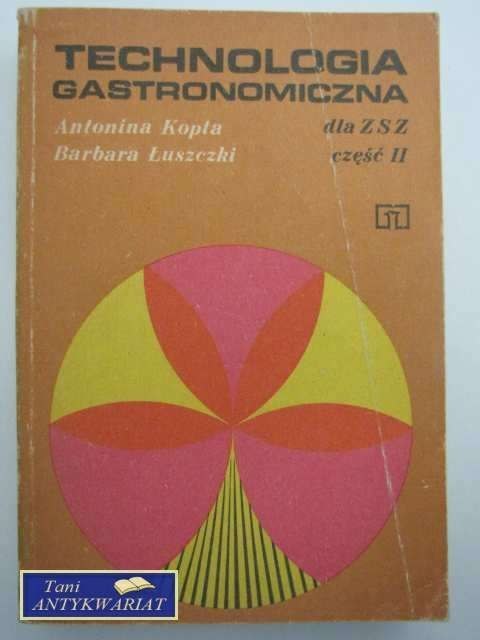 TECHNOLOGIA
GASTRONOMICZNA
Antonina Kopta
Barbara Łuszczki
dla ZSZ
część II
Tani
ANTYKWARIAT